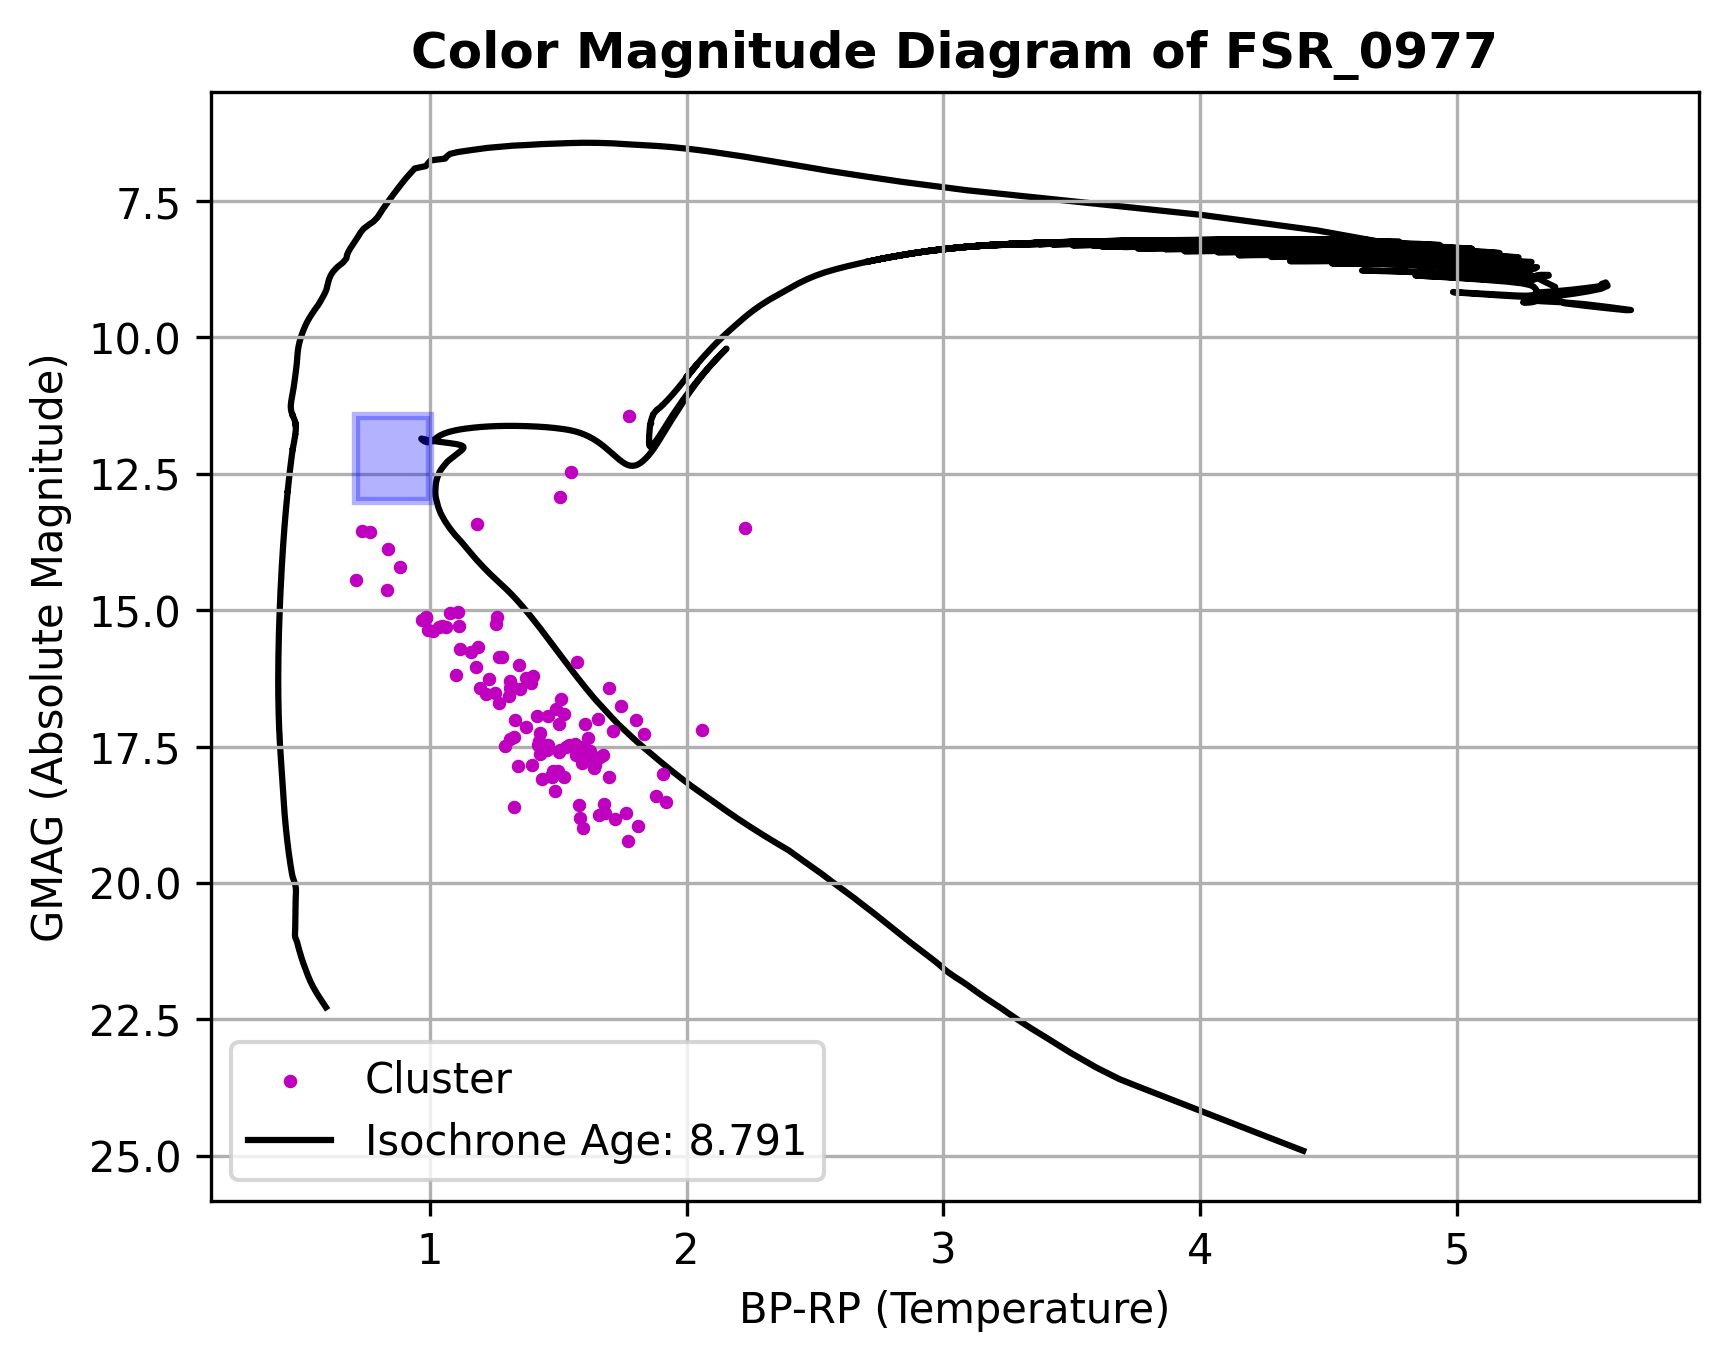 Color Magnitude Diagram of FSR_0977
GMAG (Absolute Magnitude)
7.5
10.0
12.5
15.0
17.5
20.0
22.5
25.0
Cluster
Isochrone Age: 8.791
1 2 3 4 5
BP-RP (Temperature)